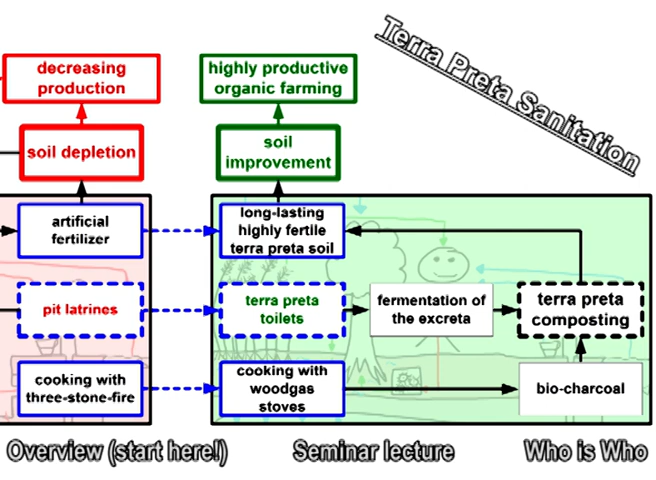 Terra Preta Sanitation
decreasing
production
highly productive
organic farming
soil depletion
soil
improvement
artificial
fertilizer
long-lasting
highly fertile
terra preta soil
pit latrines
terra preta
toilets
fermentation of
the excreta
terra preta
composting
cooking with
three-stone-fire
cooking with
woodgas
stoves
bio-charcoal
Overview (start here!)
Seminar lecture
Who is Who